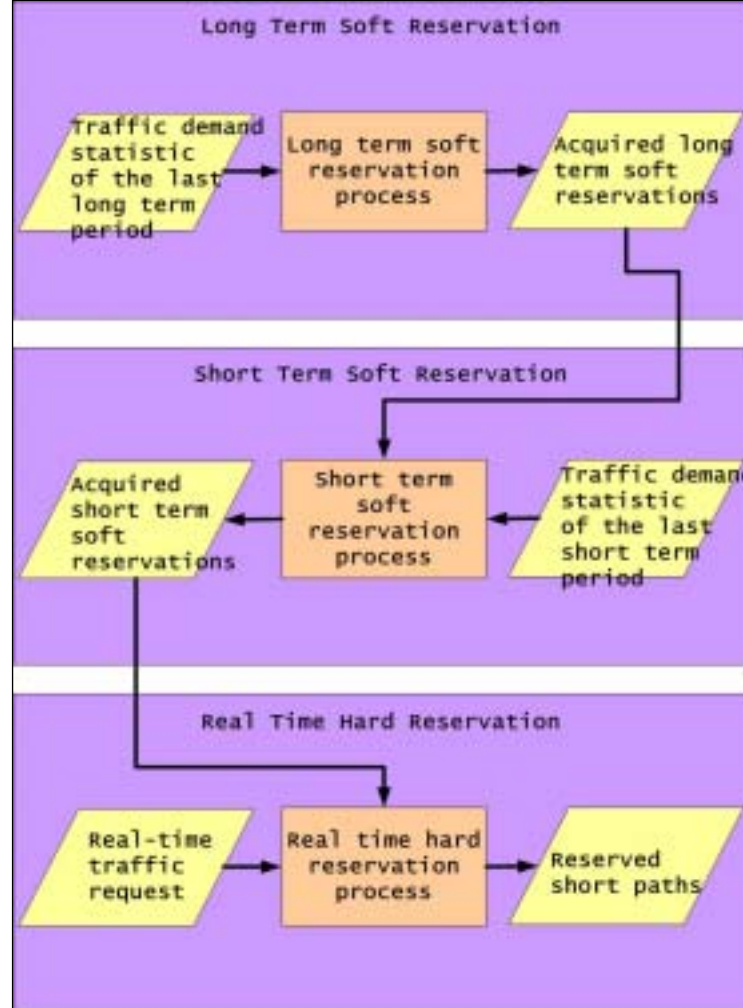 Long Term Soft Reservation
Traffic demand
statistic
of the last
long term
period
Long term soft
reservation
process
Acquired long
term soft
reservations
Short Term Soft Reservation
Acquired
short term
soft
reservations
Short term
soft
reservation
process
Traffic demand
statistic
of the last
short term
period
Real Time Hard Reservation
Real-time
traffic
request
Real time hard
reservation
process
Reserved
short paths